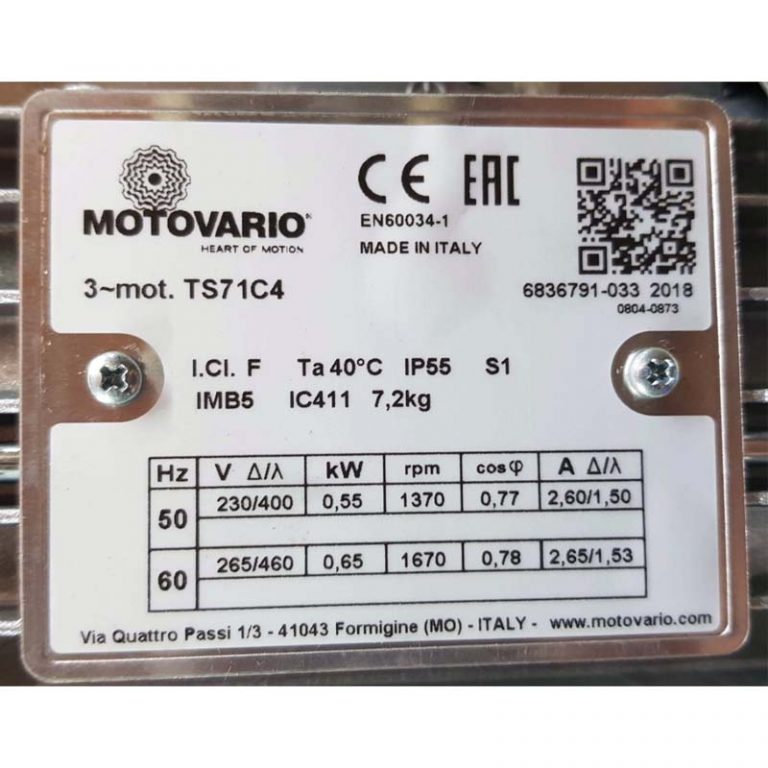 MOTOVARIO
HEART OF MOTION
CE EAC
EN60034-1
MADE IN ITALY
3~mot. TS71C4
6836791-033 2018
0804-0873
I.Cl. F Ta 40°C IP55 S1
IMB5 IC411 7,2kg
Hz V Δ/λ kW rpm cosφ A Δ/λ
50 230/400 0,55 1370 0,77 2,60/1,50
60 265/460 0,65 1670 0,78 2,65/1,53
Via Quattro Passi 1/3 - 41043 Formigine (MO) - ITALY - www.motovario.com